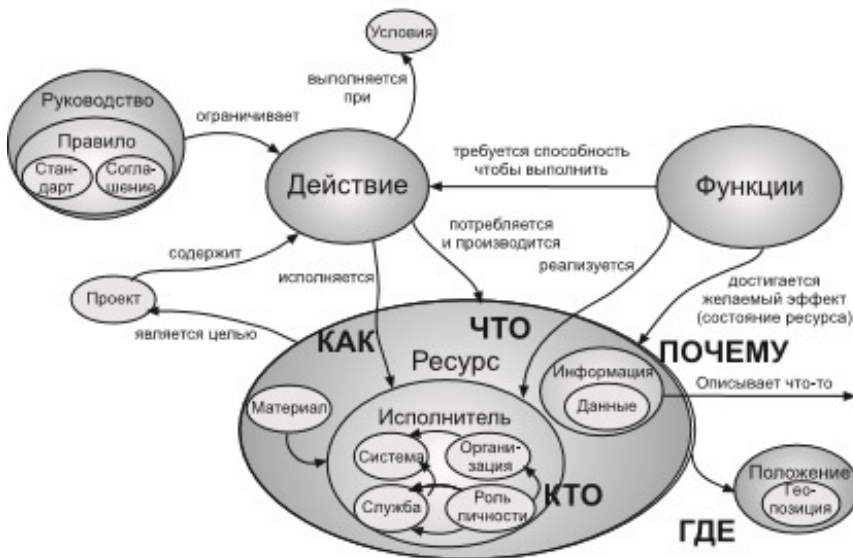 Условия
выполняется
при
Руководство
ограничивает
Правило
Стан-
дарт
Согла-
шение
Действие
требуется способность
чтобы выполнить
Функции
содержит
Проект
является целью
исполняется
потребляется
и производится
реализуется
достигается
желаемый эффект
(состояние ресурса)
КАК
ЧТО
ПОЧЕМУ
Ресурс
Информация
Данные
Описывает что-то
Материал
Исполнитель
Система
Органи-
зация
Служба
Роль
личности
КТО
ГДЕ
Положение
Гео-
позиция